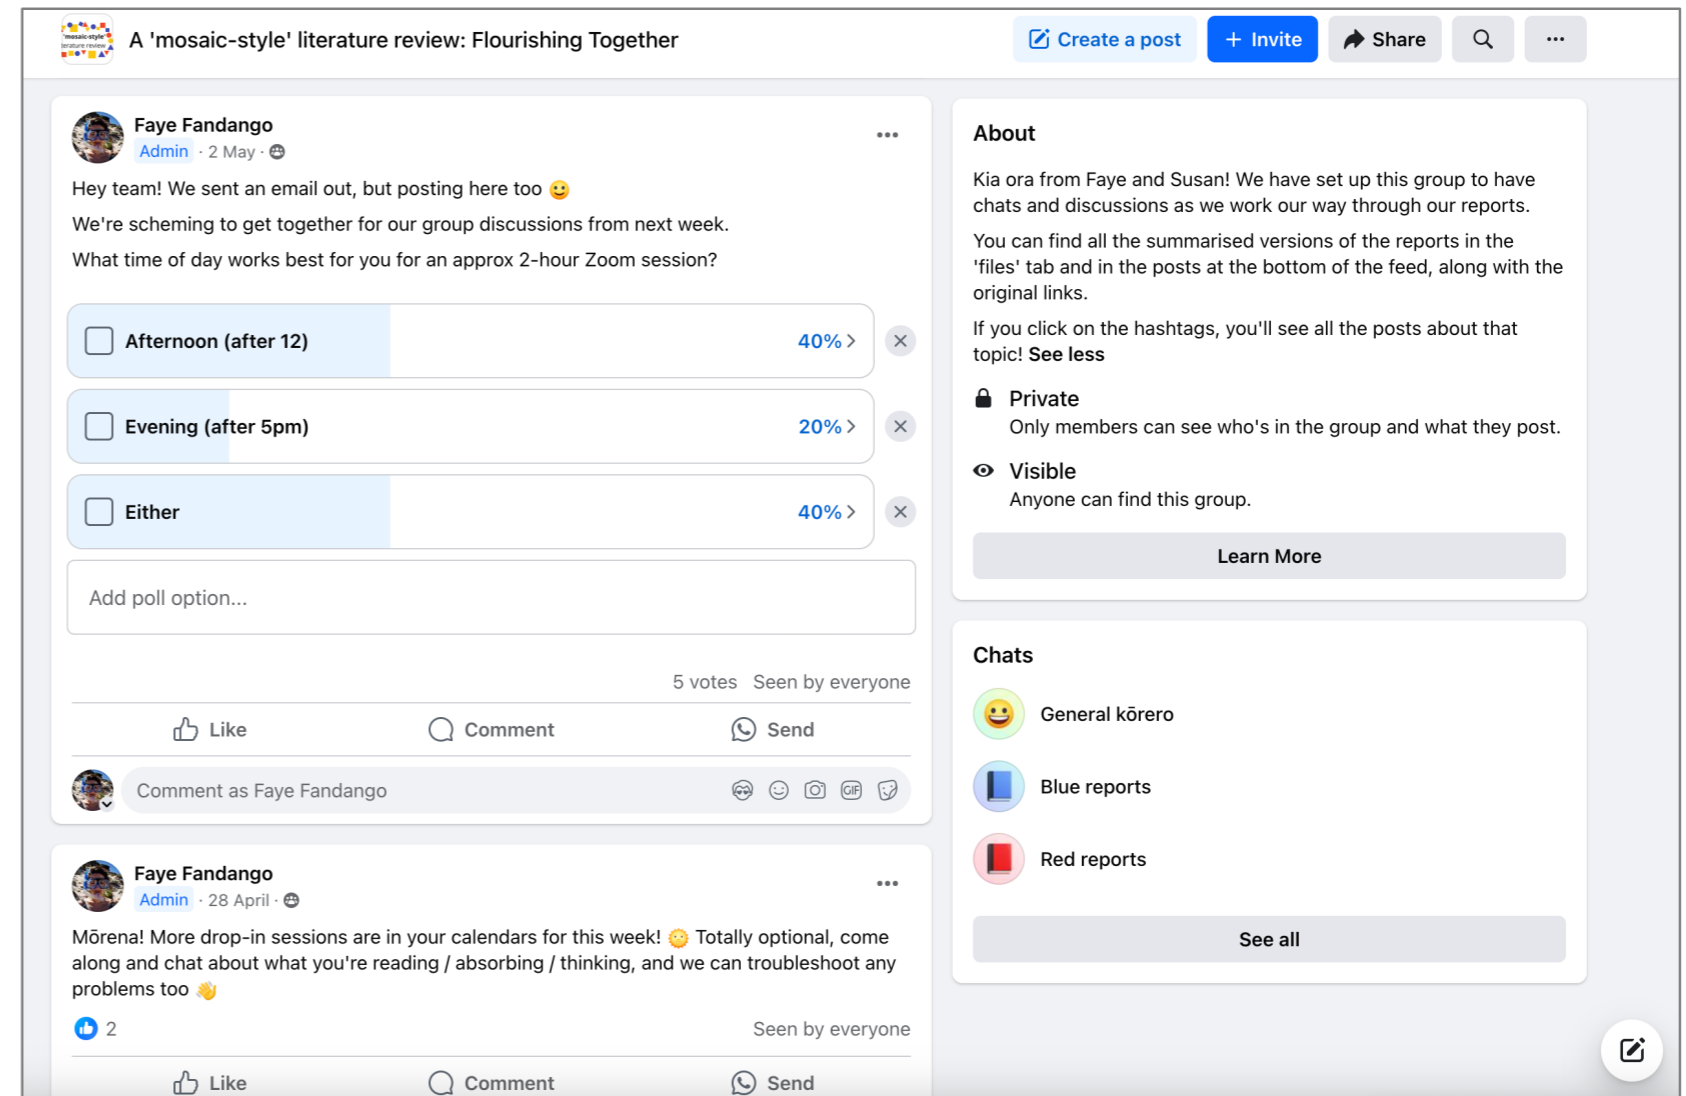 'mosaic-style'
literature review
A 'mosaic-style' literature review: Flourishing Together
Create a post
+ Invite
Share
Faye Fandango
Admin · 2 May ·
Hey team! We sent an email out, but posting here too 😀
We're scheming to get together for our group discussions from next week.
What time of day works best for you for an approx 2-hour Zoom session?
Afternoon (after 12) 40%
Evening (after 5pm) 20%
Either 40%
Add poll option...
5 votes Seen by everyone
Like Comment Send
Comment as Faye Fandango GIF
Faye Fandango
Admin · 28 April ·
Mōrena! More drop-in sessions are in your calendars for this week! 🌞 Totally optional, come
along and chat about what you're reading / absorbing / thinking, and we can troubleshoot any
problems too 👋
2 Seen by everyone
Like Comment Send
About
Kia ora from Faye and Susan! We have set up this group to have
chats and discussions as we work our way through our reports.
You can find all the summarised versions of the reports in the
'files' tab and in the posts at the bottom of the feed, along with the
original links.
If you click on the hashtags, you'll see all the posts about that
topic! See less
Private
Only members can see who's in the group and what they post.
Visible
Anyone can find this group.
Learn More
Chats
General kōrero
Blue reports
Red reports
See all